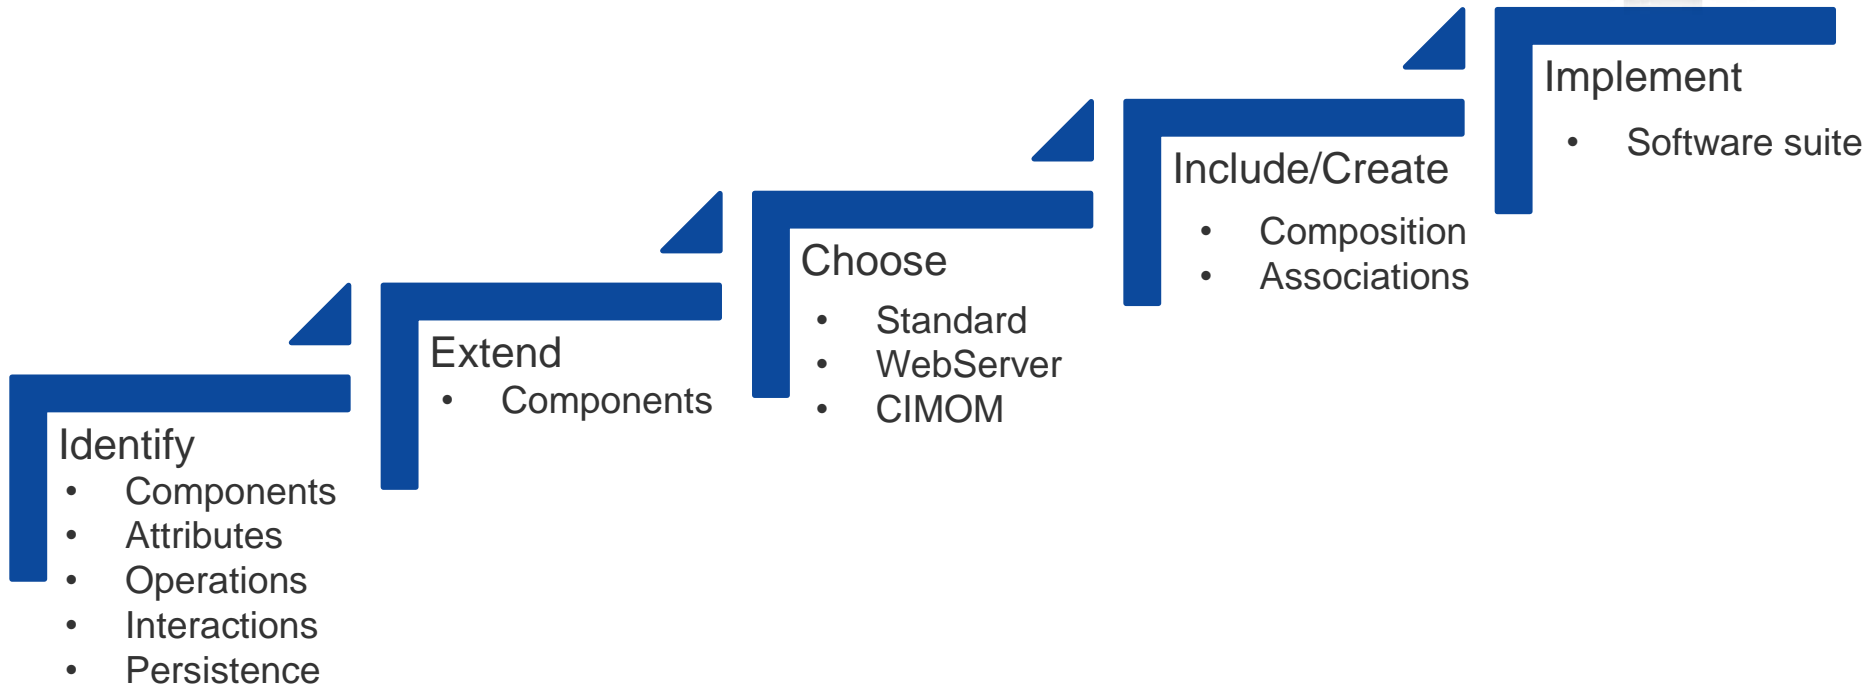 Identify
• Components
• Attributes
• Operations
• Interactions
• Persistence
Extend
• Components
Choose
• Standard
• WebServer
• CIMOM
Include/Create
• Composition
• Associations
Implement
• Software suite